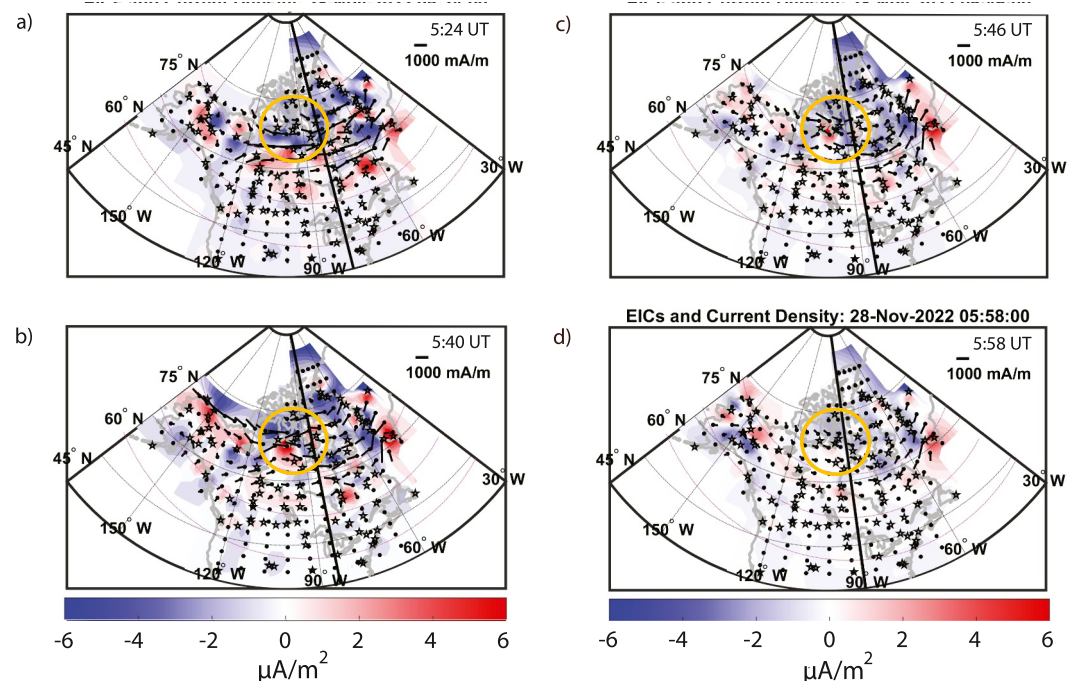 a)
5:24 UT
1000 mA/m
75° N
60° N
45° N
150° W
120° W
90° W
60° W
30° W
c)
5:46 UT
1000 mA/m
75° N
60° N
45° N
150° W
120° W
90° W
60° W
30° W
b)
5:40 UT
1000 mA/m
75° N
60° N
45° N
150° W
120° W
90° W
60° W
30° W
EICs and Current Density: 28-Nov-2022 05:58:00
d)
5:58 UT
1000 mA/m
75° N
60° N
45° N
150° W
120° W
90° W
60° W
30° W
-6 -4 -2 0 2 4 6
µA/m²
-6 -4 -2 0 2 4 6
µA/m²